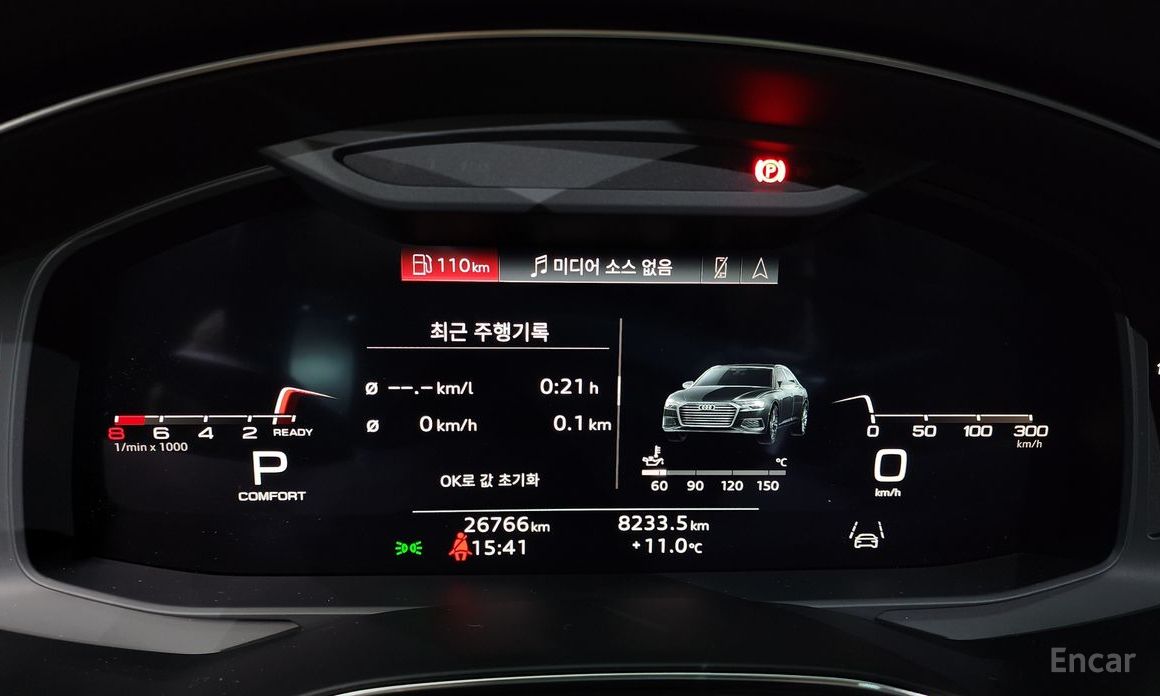 P
110km
미디어 소스 없음
최근 주행기록
ø --.- km/l 0:21 h
ø 0 km/h 0.1 km
OK로 값 초기화
8 6 4 2 READY
1/min x 1000
P
COMFORT
°C
60 90 120 150
0 50 100 300
km/h
0
km/h
26766km 8233.5km
15:41 +11.0°C
Encar